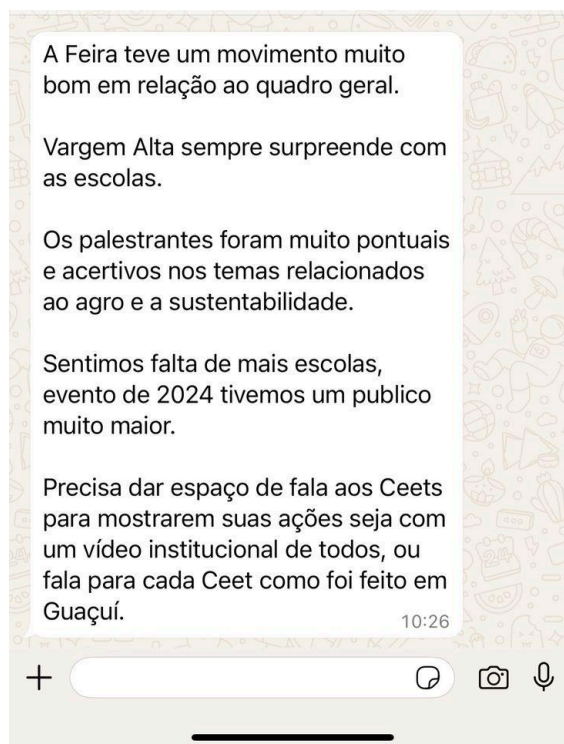 A Feira teve um movimento muito
bom em relação ao quadro geral.
Vargem Alta sempre surpreende com
as escolas.
Os palestrantes foram muito pontuais
e acertivos nos temas relacionados
ao agro e a sustentabilidade.
Sentimos falta de mais escolas,
evento de 2024 tivemos um publico
muito maior.
Precisa dar espaço de fala aos Ceets
para mostrarem suas ações seja com
um vídeo institucional de todos, ou
fala para cada Ceet como foi feito em
Guaçuí.
10:26